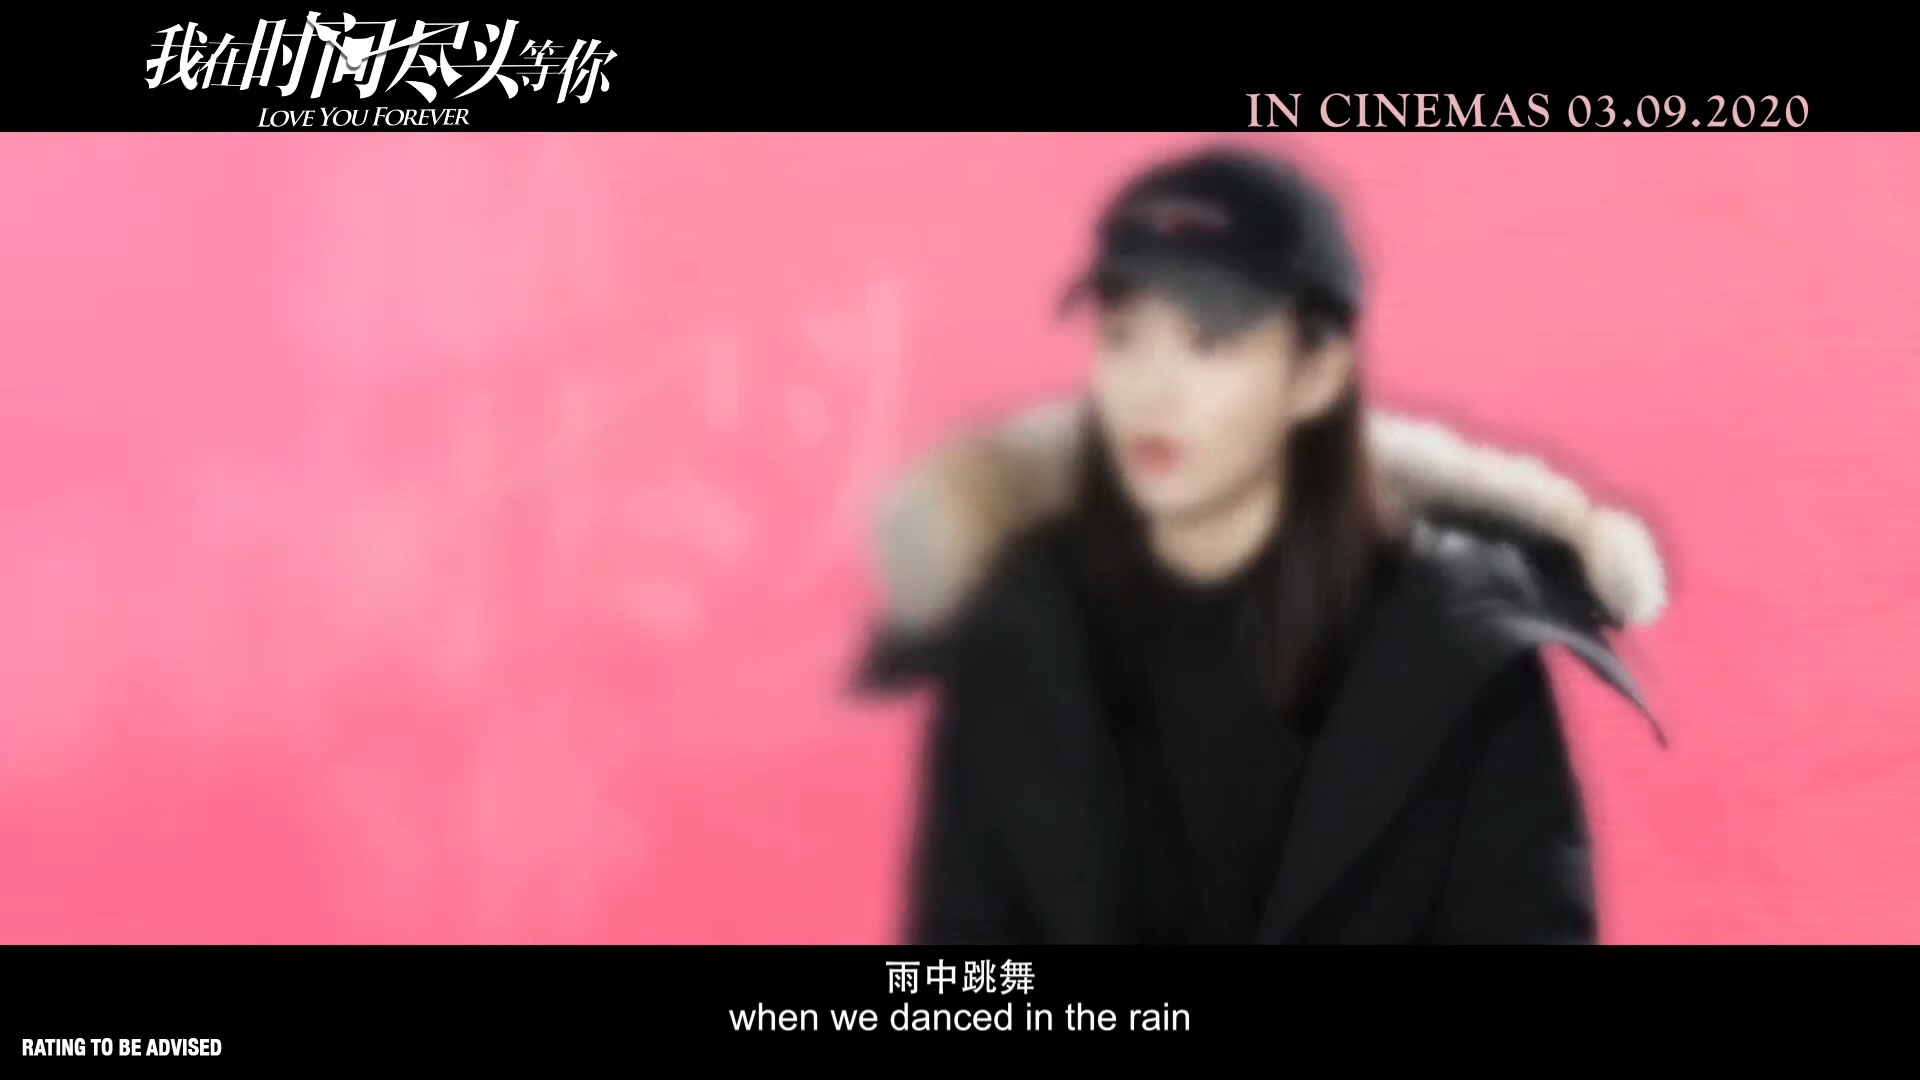 我在时间尽头等你
LOVE YOU FOREVER
IN CINEMAS 03.09.2020
雨中跳舞
when we danced in the rain
RATING TO BE ADVISED